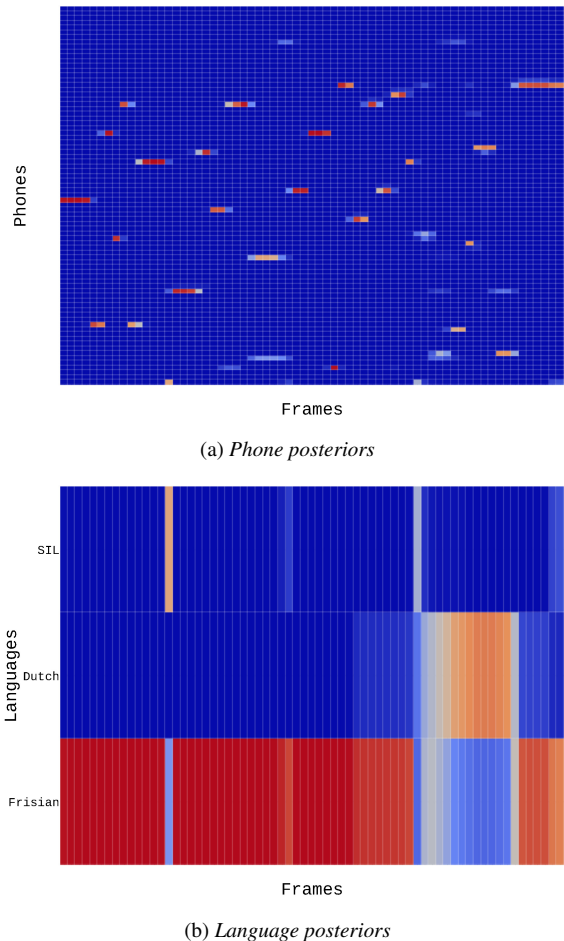 Phones
Frames
(a) Phone posteriors
Languages
SIL
Dutch
Frisian
Frames
(b) Language posteriors